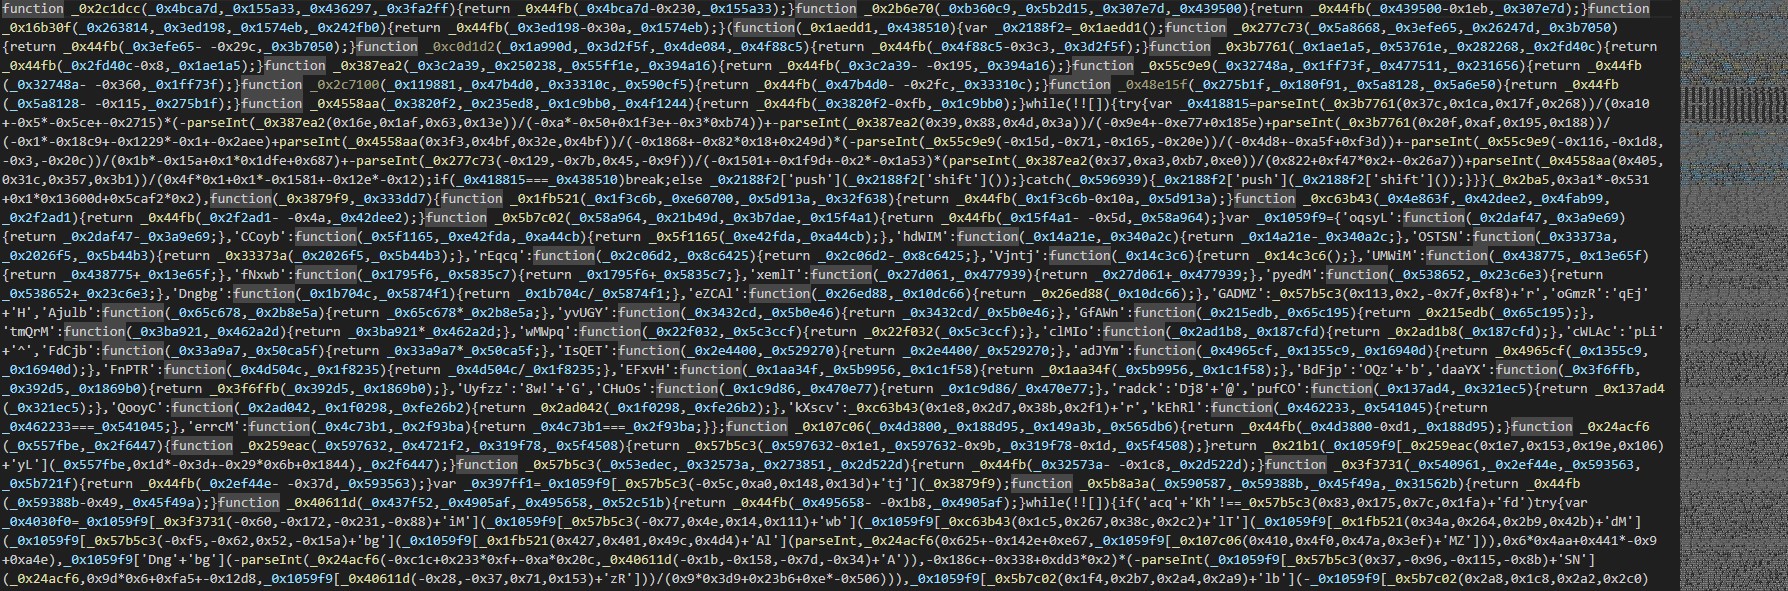 function _0x2c1dcc(_0x4bca7d,_0x155a33,_0x436297,_0x3fa2ff){return _0x44fb(_0x4bca7d-0x230,_0x155a33);}function _0x2b6e70(_0xb360c9,_0x5b2d15,_0x307e7d,_0x439500){return _0x44fb(_0x439500-0x1eb,_0x307e7d);}function
_0x16b30f(_0x263814,_0x3ed198,_0x1574eb,_0x242fb0){return _0x44fb(_0x3ed198-0x30a,_0x1574eb);}(function(_0x1aedd1,_0x438510){var _0x2188f2=_0x1aedd1();function _0x277c73(_0x5a8668,_0x3efe65,_0x26247d,_0x3b7050)
{return _0x44fb(_0x3efe65- -0x29c,_0x3b7050);}function _0xc0d1d2(_0x1a990d,_0x3d2f5f,_0x4de084,_0x4f88c5){return _0x44fb(_0x4f88c5-0x3c3,_0x3d2f5f);}function _0x3b7761(_0x1ae1a5,_0x53761e,_0x282268,_0x2fd40c){return
_0x44fb(_0x2fd40c-0x8,_0x1ae1a5);}function _0x387ea2(_0x3c2a39,_0x250238,_0x55ff1e,_0x394a16){return _0x44fb(_0x3c2a39- -0x195,_0x394a16);}function _0x55c9e9(_0x32748a,_0x1ff73f,_0x477511,_0x231656){return _0x44fb
(_0x32748a- -0x360,_0x1ff73f);}function _0x2c7100(_0x119881,_0x47b4d0,_0x33310c,_0x590cf5){return _0x44fb(_0x47b4d0- -0x2fc,_0x33310c);}function _0x48e15f(_0x275b1f,_0x180f91,_0x5a8128,_0x5a6e50){return _0x44fb
(_0x5a8128- -0x115,_0x275b1f);}function _0x4558aa(_0x3820f2,_0x235ed8,_0x1c9bb0,_0x4f1244){return _0x44fb(_0x3820f2-0xfb,_0x1c9bb0);}while(!![]){try{var _0x418815=parseInt(_0x3b7761(0x37c,0x1ca,0x17f,0x268))/(0xa10
+-0x5*-0x5ce+-0x2715)*(-parseInt(_0x387ea2(0x16e,0x1af,0x63,0x13e))/(-0xa*-0x50+0x1f3e+-0x3*0xb74))+-parseInt(_0x387ea2(0x39,0x88,0x4d,0x3a))/(-0x9e4+-0xe77+0x185e)+parseInt(_0x3b7761(0x20f,0xaf,0x195,0x188))/
(-0x1*-0x18c9+-0x1229*-0x1+-0x2aee)+parseInt(_0x4558aa(0x3f3,0x4bf,0x32e,0x4bf))/(-0x1868+-0x82*0x18+0x249d)*(-parseInt(_0x55c9e9(-0x15d,-0x71,-0x165,-0x20e))/(-0x4d8+-0xa5f+0xf3d))+-parseInt(_0x55c9e9(-0x116,-0x1d8,
-0x3,-0x20c))/(0x1b*-0x15a+0x1*0x1dfe+0x687)+-parseInt(_0x277c73(-0x129,-0x7b,0x45,-0x9f))/(-0x1501+-0x1f9d+-0x2*-0x1a53)*(parseInt(_0x387ea2(0x37,0xa3,0xb7,0xe0))/(0x822+0xf47*0x2+-0x26a7))+parseInt(_0x4558aa(0x405,
0x31c,0x357,0x3b1))/(0x4f*0x1+0x1*-0x1581+-0x12e*-0x12);if(_0x418815===_0x438510)break;else _0x2188f2['push'](_0x2188f2['shift']());}catch(_0x596939){_0x2188f2['push'](_0x2188f2['shift']());}}}(_0x2ba5,0x3a1*-0x531
+0x1*0x13600d+0x5caf2*0x2),function(_0x3879f9,_0x333dd7){function _0x1fb521(_0x1f3c6b,_0xe60700,_0x5d913a,_0x32f638){return _0x44fb(_0x1f3c6b-0x10a,_0x5d913a);}function _0xc63b43(_0x4e863f,_0x42dee2,_0x4fab99,
_0x2f2ad1){return _0x44fb(_0x2f2ad1- -0x4a,_0x42dee2);}function _0x5b7c02(_0x58a964,_0x21b49d,_0x3b7dae,_0x15f4a1){return _0x44fb(_0x15f4a1- -0x5d,_0x58a964);}var _0x1059f9={'oqsyL':function(_0x2daf47,_0x3a9e69)
{return _0x2daf47-_0x3a9e69;},'CCoyb':function(_0x5f1165,_0xe42fda,_0xa44cb){return _0x5f1165(_0xe42fda,_0xa44cb);},'hdWIM':function(_0x14a21e,_0x340a2c){return _0x14a21e-_0x340a2c;},'OSTSN':function(_0x33373a,
_0x2026f5,_0x5b44b3){return _0x33373a(_0x2026f5,_0x5b44b3);},'rEqcq':function(_0x2c06d2,_0x8c6425){return _0x2c06d2-_0x8c6425;},'Vjntj':function(_0x14c3c6){return _0x14c3c6();},'UMWiM':function(_0x438775,_0x13e65f)
{return _0x438775+_0x13e65f;},'fNxwb':function(_0x1795f6,_0x5835c7){return _0x1795f6+_0x5835c7;},'xemlT':function(_0x27d061,_0x477939){return _0x27d061+_0x477939;},'pyedM':function(_0x538652,_0x23c6e3){return
_0x538652+_0x23c6e3;},'Dngbg':function(_0x1b704c,_0x5874f1){return _0x1b704c/_0x5874f1;},'eZCAl':function(_0x26ed88,_0x10dc66){return _0x26ed88(_0x10dc66);},'GADMZ':_0x57b5c3(0x113,0x2,-0x7f,0xf8)+'r','oGmzR':'qEj'
+'H','Ajulb':function(_0x65c678,_0x2b8e5a){return _0x65c678*_0x2b8e5a;},'yvUGY':function(_0x3432cd,_0x5b0e46){return _0x3432cd/_0x5b0e46;},'GfAWn':function(_0x215edb,_0x65c195){return _0x215edb(_0x65c195);},
'tmQrM':function(_0x3ba921,_0x462a2d){return _0x3ba921*_0x462a2d;},'wMWpq':function(_0x22f032,_0x5c3ccf){return _0x22f032(_0x5c3ccf);},'clMIo':function(_0x2ad1b8,_0x187cfd){return _0x2ad1b8(_0x187cfd);},'cWLAc':'pLi'
+'^','FdCjb':function(_0x33a9a7,_0x50ca5f){return _0x33a9a7*_0x50ca5f;},'IsQET':function(_0x2e4400,_0x529270){return _0x2e4400/_0x529270;},'adJYm':function(_0x4965cf,_0x1355c9,_0x16940d){return _0x4965cf(_0x1355c9,
_0x16940d);},'FnPTR':function(_0x4d504c,_0x1f8235){return _0x4d504c/_0x1f8235;},'EFxvH':function(_0x1aa34f,_0x5b9956,_0x1c1f58){return _0x1aa34f(_0x5b9956,_0x1c1f58);},'BdFjp':'OQz'+'b','daaYX':function(_0x3f6ffb,
_0x392d5,_0x1869b0){return _0x3f6ffb(_0x392d5,_0x1869b0);},'Uyfzz':'8w!'+'G','CHuOs':function(_0x1c9d86,_0x470e77){return _0x1c9d86/_0x470e77;},'radck':'Dj8'+'@','pufCO':function(_0x137ad4,_0x321ec5){return _0x137ad4
(_0x321ec5);},'QooyC':function(_0x2ad042,_0x1f0298,_0xfe26b2){return _0x2ad042(_0x1f0298,_0xfe26b2);},'kXscv':_0xc63b43(0x1e8,0x2d7,0x38b,0x2f1)+'r','kEhRl':function(_0x462233,_0x541045){return
_0x462233===_0x541045;},'errcM':function(_0x4c73b1,_0x2f93ba){return _0x4c73b1===_0x2f93ba;}};function _0x107c06(_0x4d3800,_0x188d95,_0x149a3b,_0x565db6){return _0x44fb(_0x4d3800-0xd1,_0x188d95);}function _0x24acf6
(_0x557fbe,_0x2f6447){function _0x259eac(_0x597632,_0x4721f2,_0x319f78,_0x5f4508){return _0x57b5c3(_0x597632-0x1e1,_0x597632-0x9b,_0x319f78-0x1d,_0x5f4508);}return _0x21b1(_0x1059f9[_0x259eac(0x1e7,0x153,0x19e,0x106)
+'yL'](_0x557fbe,0x1d*-0x3d+-0x29*0x6b+0x1844),_0x2f6447);}function _0x57b5c3(_0x53edec,_0x32573a,_0x273851,_0x2d522d){return _0x44fb(_0x32573a- -0x1c8,_0x2d522d);}function _0x3f3731(_0x540961,_0x2ef44e,_0x593563,
_0x5b721f){return _0x44fb(_0x2ef44e- -0x37d,_0x593563);}var _0x397ff1=_0x1059f9[_0x57b5c3(-0x5c,0xa0,0x148,0x13d)+'tj'](_0x3879f9);function _0x5b8a3a(_0x590587,_0x59388b,_0x45f49a,_0x31562b){return _0x44fb
(_0x59388b-0x49,_0x45f49a);}function _0x40611d(_0x437f52,_0x4905af,_0x495658,_0x52c51b){return _0x44fb(_0x495658- -0x1b8,_0x4905af);}while(!![]){if('acq'+'Kh'!==_0x57b5c3(0x83,0x175,0x7c,0x1fa)+'fd')try{var
_0x4030f0=_0x1059f9[_0x3f3731(-0x60,-0x172,-0x231,-0x88)+'iM'](_0x1059f9[_0x57b5c3(-0x77,0x4e,0x14,0x111)+'wb'](_0x1059f9[_0xc63b43(0x1c5,0x267,0x38c,0x2c2)+'lT'](_0x1059f9[_0x1fb521(0x34a,0x264,0x2b9,0x42b)+'dM']
(_0x1059f9[_0x57b5c3(-0xf5,-0x62,0x52,-0x15a)+'bg'](_0x1059f9[_0x1fb521(0x427,0x401,0x49c,0x4d4)+'Al'](parseInt,_0x24acf6(0x625+-0x142e+0xe67,_0x1059f9[_0x107c06(0x410,0x4f0,0x47a,0x3ef)+'MZ'])),0x6*0x4aa+0x441*-0x9
+0xa4e),_0x1059f9['Dng'+'bg'](-parseInt(_0x24acf6(-0xc1c+0x233*0xf+-0xa*0x20c,_0x40611d(-0x1b,-0x158,-0x7d,-0x34)+'A')),-0x186c+-0x338+0xdd3*0x2)*(-parseInt(_0x1059f9[_0x57b5c3(0x37,-0x96,-0x115,-0x8b)+'SN']
(_0x24acf6,0x9d*0x6+0xfa5+-0x12d8,_0x1059f9[_0x40611d(-0x28,-0x37,0x71,0x153)+'zR']))/(0x9*0x3d9+0x23b6+0xe*-0x506))),_0x1059f9[_0x5b7c02(0x1f4,0x2b7,0x2a4,0x2a9)+'lb'](-_0x1059f9[_0x5b7c02(0x2a8,0x1c8,0x2a2,0x2c0)